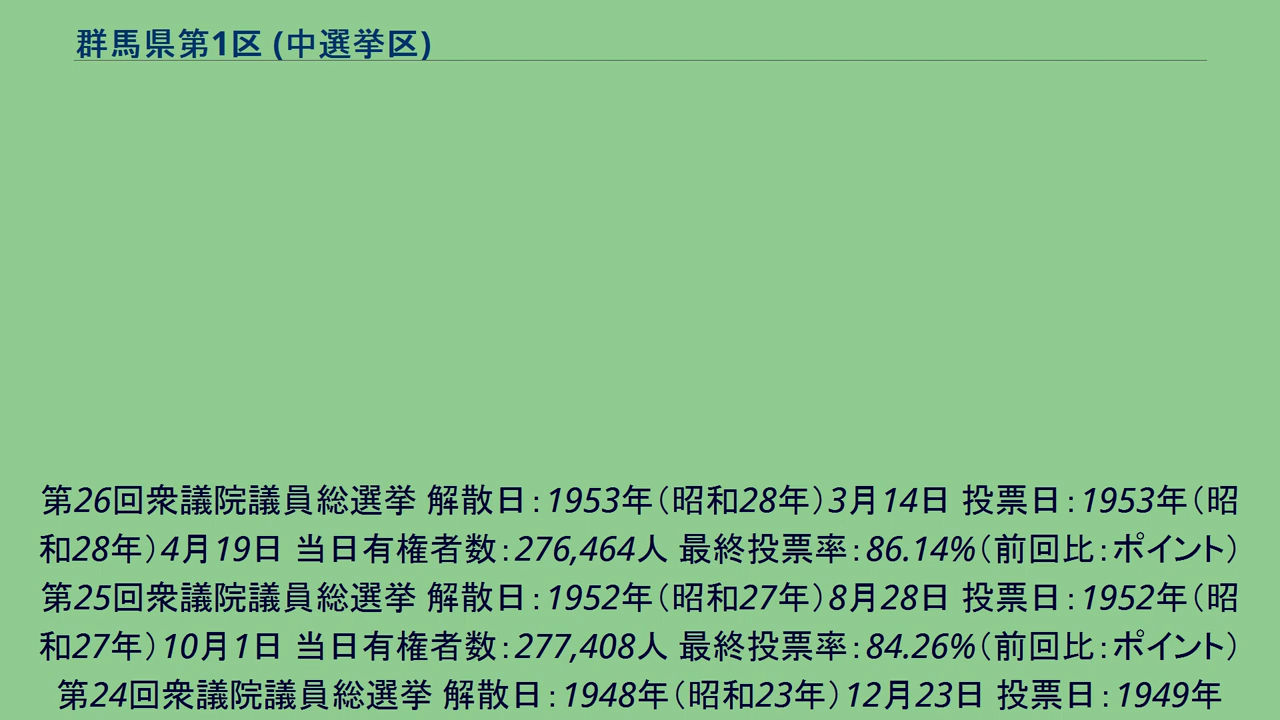 群馬県第1区 (中選挙区)
第26回衆議院議員総選挙 解散日：1953年（昭和28年）3月14日 投票日：1953年（昭
和28年）4月19日 当日有権者数：276,464人 最終投票率：86.14%（前回比：ポイント）
第25回衆議院議員総選挙 解散日：1952年（昭和27年）8月28日 投票日：1952年（昭
和27年）10月1日 当日有権者数：277,408人 最終投票率：84.26%（前回比：ポイント）
第24回衆議院議員総選挙 解散日：1948年（昭和23年）12月23日 投票日：1949年